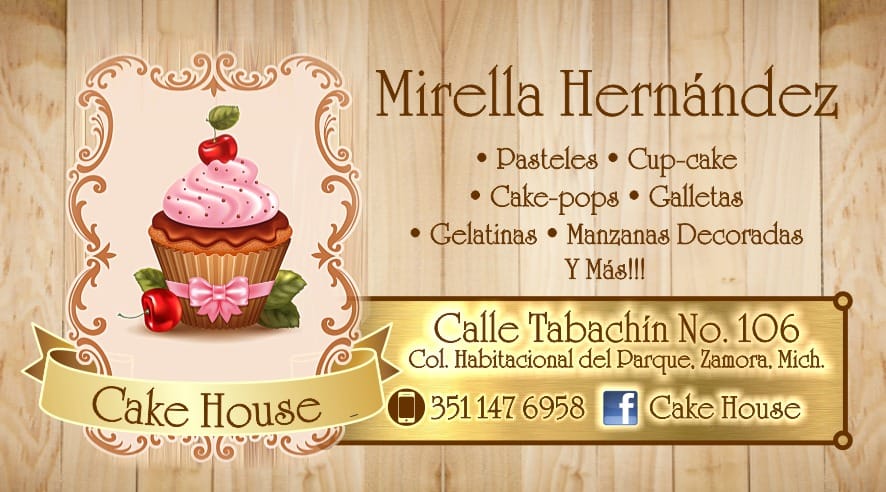 Mirella Hernández
• Pasteles • Cup-cake
• Cake-pops • Galletas
• Gelatinas • Manzanas Decoradas
Y Más!!!
Calle Tabachín No. 106
Col. Habitacional del Parque, Zamora, Mich.
351 147 6958 f Cake House
Cake House